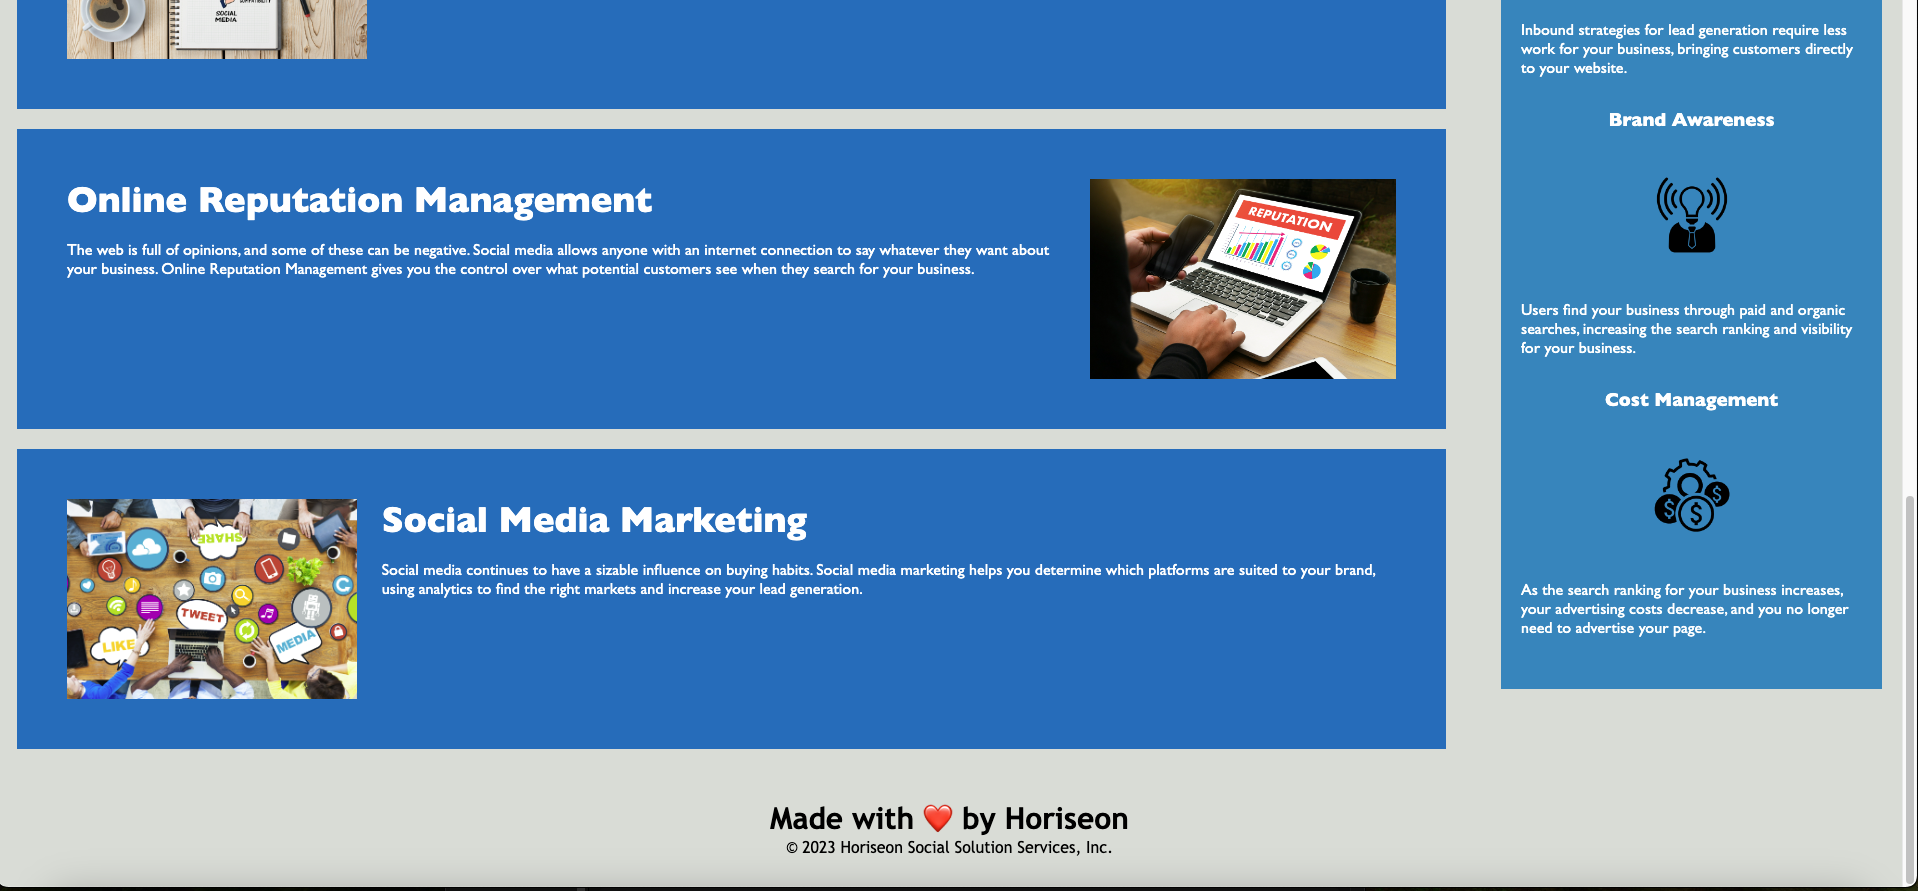 SOCIAL
MEDIA
COMPATIBILITY
Online Reputation Management
The web is full of opinions, and some of these can be negative. Social media allows anyone with an internet connection to say whatever they want about
your business. Online Reputation Management gives you the control over what potential customers see when they search for your business.
REPUTATION
SHARE
TWEET
LIKE
MEDIA
Social Media Marketing
Social media continues to have a sizable influence on buying habits. Social media marketing helps you determine which platforms are suited to your brand,
using analytics to find the right markets and increase your lead generation.
Inbound strategies for lead generation require less
work for your business, bringing customers directly
to your website.
Brand Awareness
Users find your business through paid and organic
searches, increasing the search ranking and visibility
for your business.
Cost Management
$
$
$
As the search ranking for your business increases,
your advertising costs decrease, and you no longer
need to advertise your page.
Made with ❤️ by Horiseon
© 2023 Horiseon Social Solution Services, Inc.